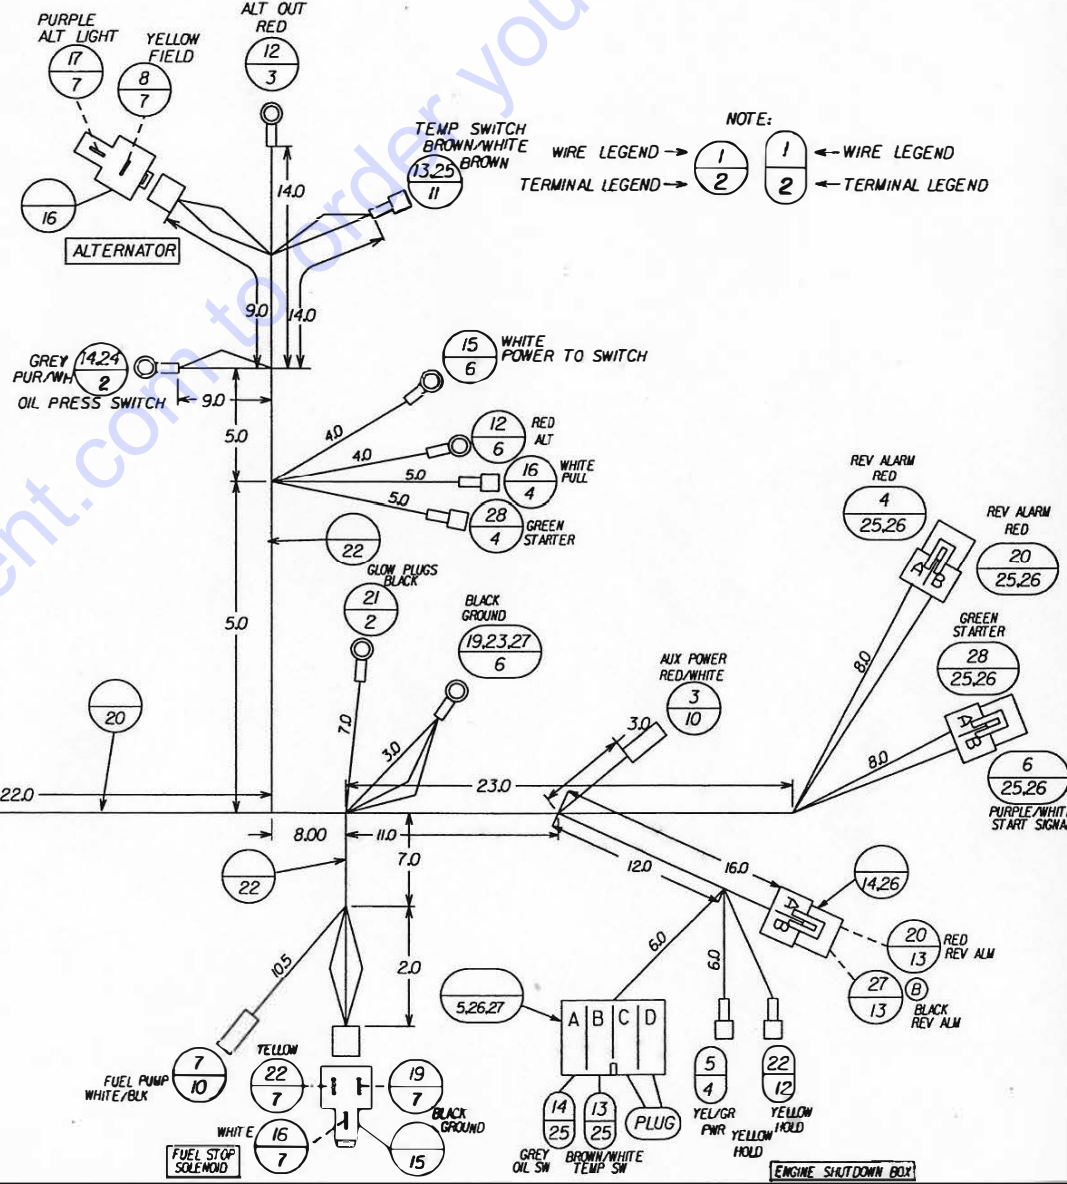 PURPLE
ALT LIGHT
17
7
YELLOW
FIELD
8
7
ALT OUT
RED
12
3
16
ALTERNATOR
TEMP SWITCH
BROWN/WHITE
BROWN
13,25
11
14.0
9.0
14.0
NOTE:
WIRE LEGEND
TERMINAL LEGEND
1
2
1
2
WIRE LEGEND
TERMINAL LEGEND
GREY
PUR/WH
14,24
2
OIL PRESS SWITCH
9.0
5.0
15
6
WHITE
POWER TO SWITCH
4.0
12
6
RED
ALT
4.0
16
4
WHITE
PULL
5.0
28
4
GREEN
STARTER
5.0
22
5.0
GLOW PLUGS
BLACK
21
2
7.0
BLACK
GROUND
19,23,27
6
3.0
20
22.0
AUX POWER
RED/WHITE
3
10
3.0
REV ALARM
RED
4
25,26
A
B
REV ALARM
RED
20
25,26
8.0
GREEN
STARTER
28
25,26
A
B
8.0
6
25,26
PURPLE/WHIT
START SIGNA
23.0
8.00
11.0
7.0
22
12.0
16.0
14,26
A
B
20
13
RED
REV ALM
27
13
B
BLACK
REV ALM
10.5
2.0
6.0
6.0
5,26,27
A B C D
7
10
FUEL PUMP
WHITE/BLK
YELLOW
22
7
19
7
BLACK
GROUND
WHITE
16
7
15
FUEL STOP
SOLENOID
14
25
GREY
OIL SW
13
25
BROWN/WHITE
TEMP SW
PLUG
5
4
YEL/GR
PWR
22
12
YELLOW
HOLD
YELLOW
HOLD
ENGINE SHUTDOWN BOX
ent.com to order you